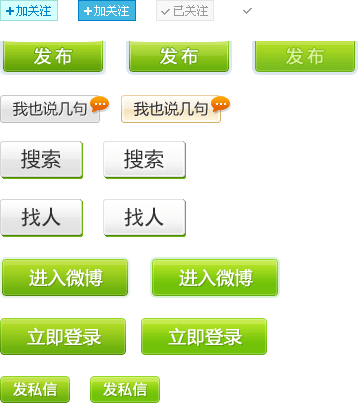 +加关注 +加关注 ✓已关注 ✓
发布 发布 发布
我也说几句 我也说几句
搜索 搜索
找人 找人
进入微博 进入微博
立即登录 立即登录
发私信 发私信